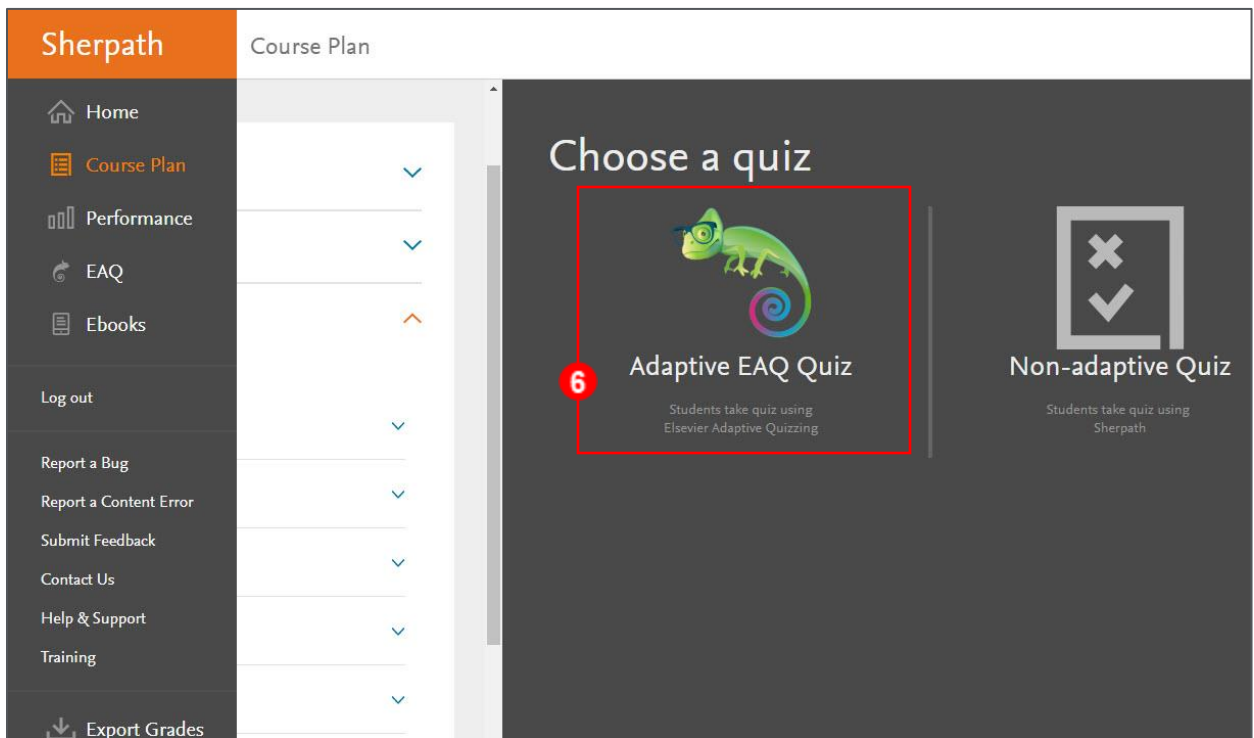 Sherpath
Course Plan
Home
Course Plan
Performance
EAQ
Ebooks
Log out
Report a Bug
Report a Content Error
Submit Feedback
Contact Us
Help & Support
Training
Export Grades
Choose a quiz
6
Adaptive EAQ Quiz
Students take quiz using
Elsevier Adaptive Quizzing
Non-adaptive Quiz
Students take quiz using
Sherpath